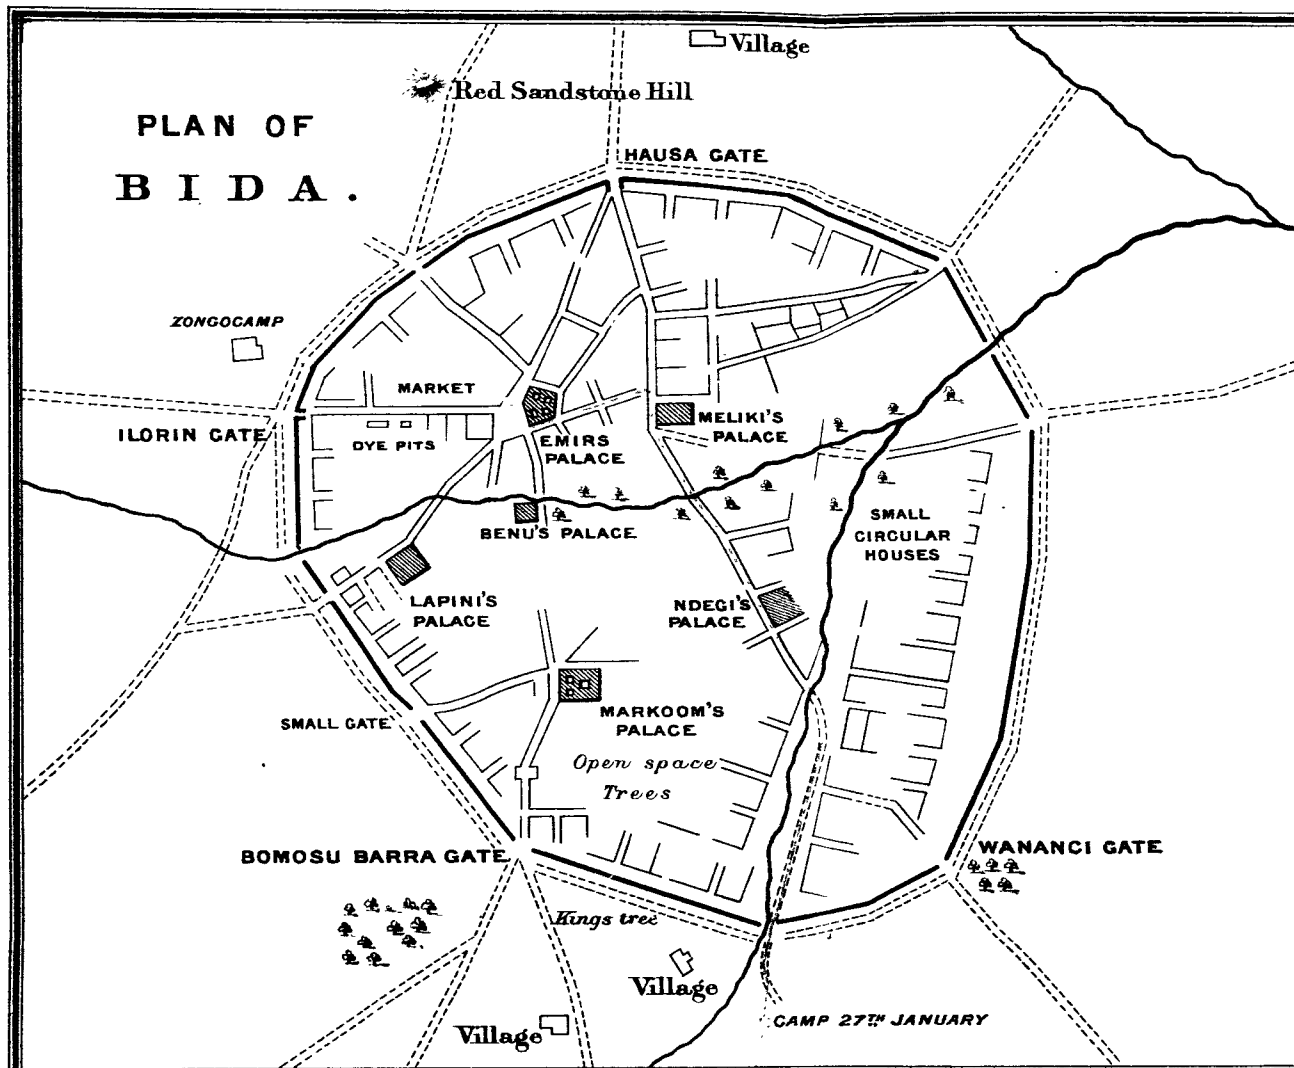 Village
Red Sandstone Hill
PLAN OF
BIDA.
HAUSA GATE
ZONGOCAMP
MARKET
ILORIN GATE
DYE PITS
EMIRS
PALACE
MELIKI'S
PALACE
BENU'S PALACE
SMALL
CIRCULAR
HOUSES
LAPINI'S
PALACE
NDEGI'S
PALACE
SMALL GATE
MARKOOM'S
PALACE
Open space
Trees
BOMOSU BARRA GATE
WANANCI GATE
Kings tree
Village
CAMP 27TH JANUARY
Village